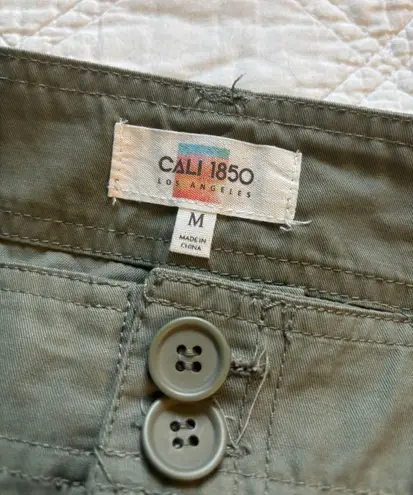 CALI 1850
LOS ANGELES
M
MADE IN
CHINA